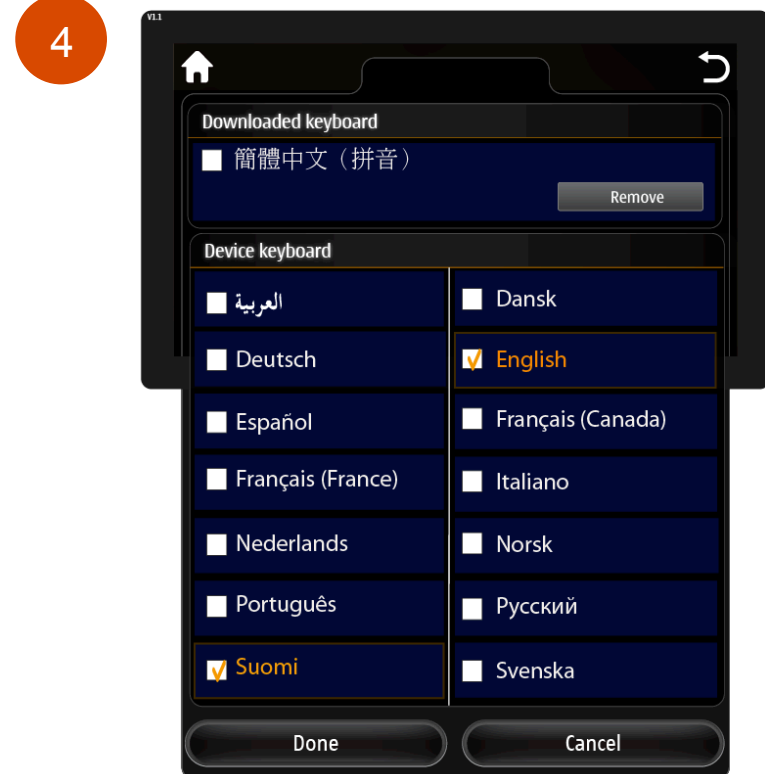 4
V1.1
Downloaded keyboard
簡體中文（拼音）
Remove
Device keyboard
العربية
Dansk
Deutsch
English
Español
Français (Canada)
Français (France)
Italiano
Nederlands
Norsk
Português
Русский
Suomi
Svenska
Done
Cancel